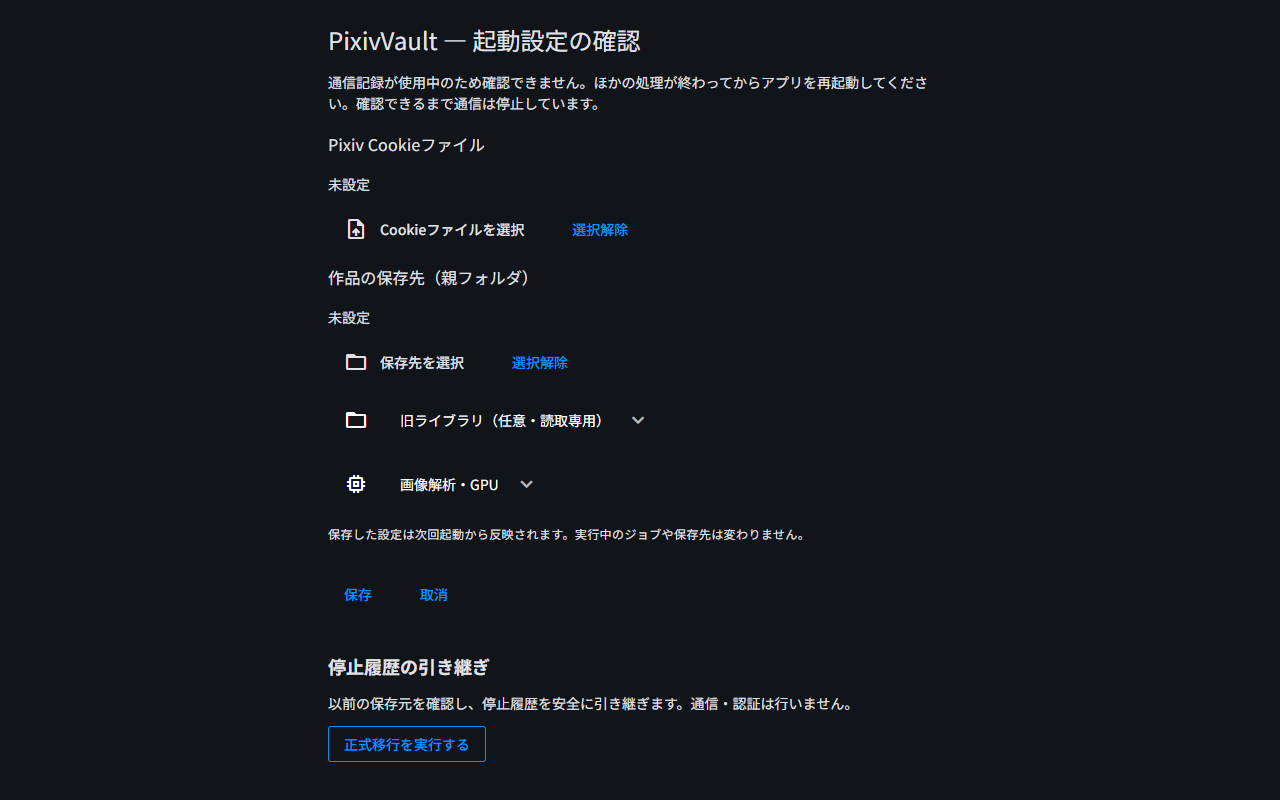 PixivVault — 起動設定の確認
通信記録が使用中のため確認できません。ほかの処理が終わってからアプリを再起動してくださ
い。確認できるまで通信は停止しています。
Pixiv Cookieファイル
未設定
Cookieファイルを選択 選択解除
作品の保存先（親フォルダ）
未設定
保存先を選択 選択解除
旧ライブラリ（任意・読取専用）
画像解析・GPU
保存した設定は次回起動から反映されます。実行中のジョブや保存先は変わりません。
保存 取消
停止履歴の引き継ぎ
以前の保存元を確認し、停止履歴を安全に引き継ぎます。通信・認証は行いません。
正式移行を実行する